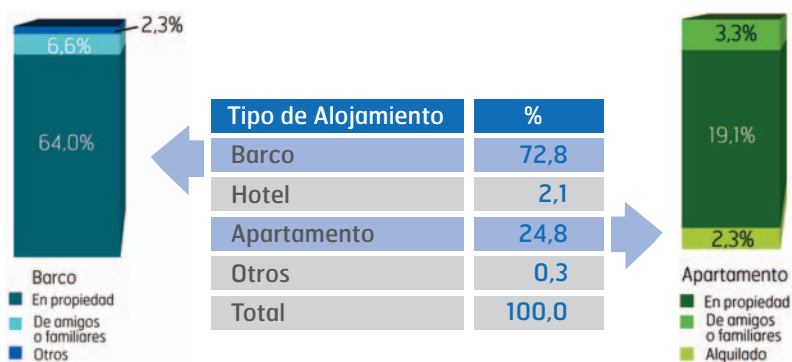 2,3%
6,6%
64,0%
Barco
En propiedad
De amigos
o familiares
Otros
Tipo de Alojamiento %
Barco 72,8
Hotel 2,1
Apartamento 24,8
Otros 0,3
Total 100,0
3,3%
19,1%
2,3%
Apartamento
En propiedad
De amigos
o familiares
Alquilado